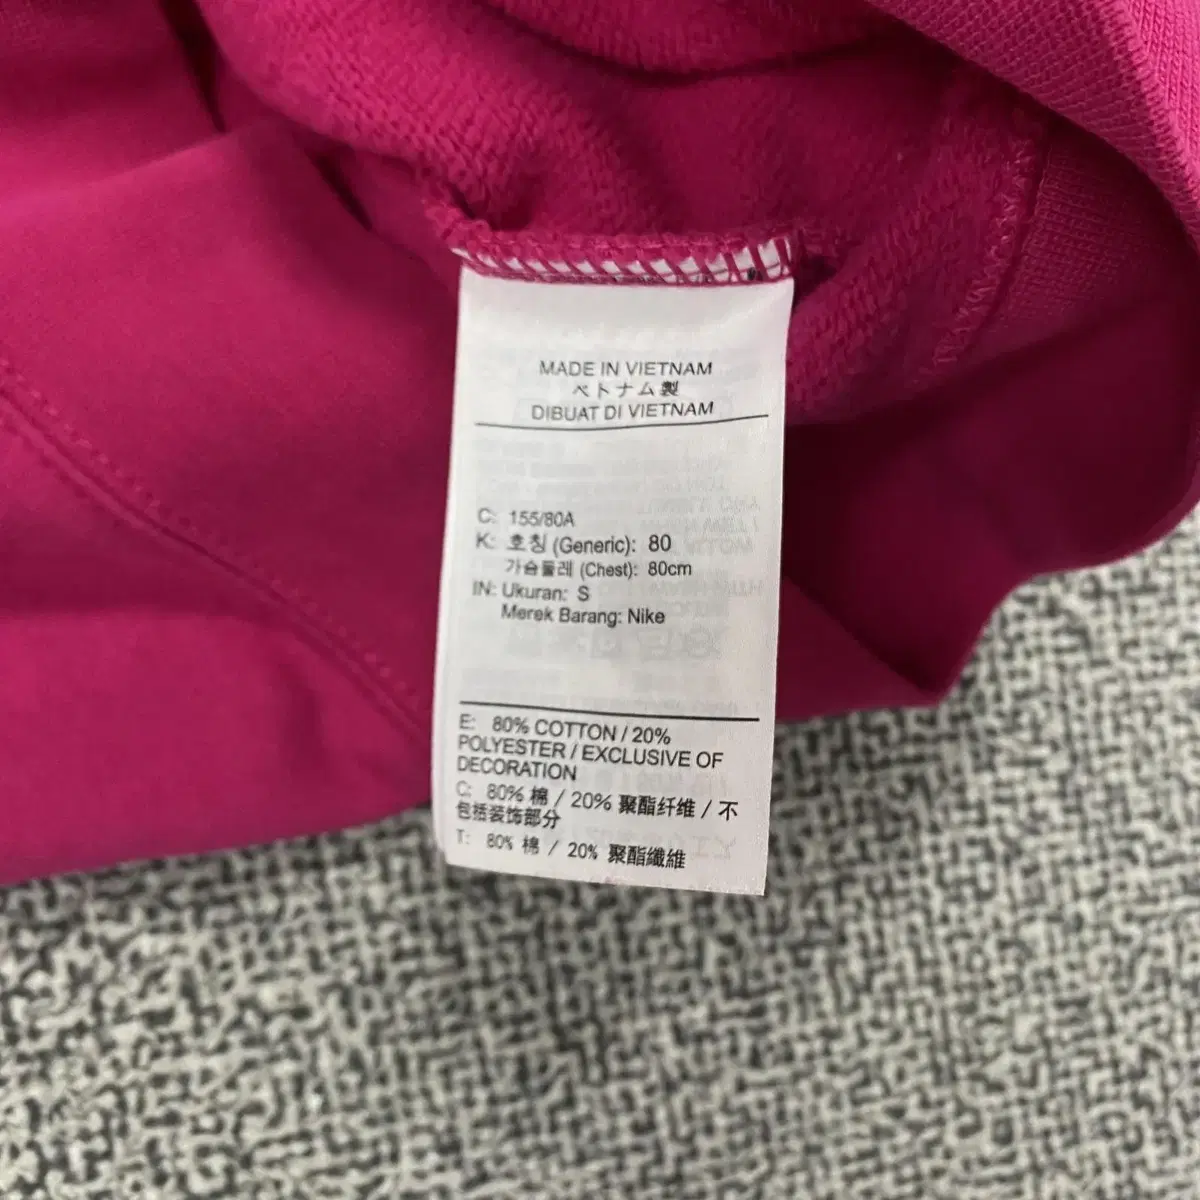 MADE IN VIETNAM
ベトナム製
DIBUAT DI VIETNAM
C: 155/80A
K: 호칭 (Generic): 80
가슴둘레 (Chest): 80cm
IN: Ukuran: S
Merek Barang: Nike
E: 80% COTTON / 20%
POLYESTER / EXCLUSIVE OF
DECORATION
C: 80% 棉 / 20% 聚酯纤维 / 不
包括装饰部分
T: 80% 棉 / 20% 聚酯纖維